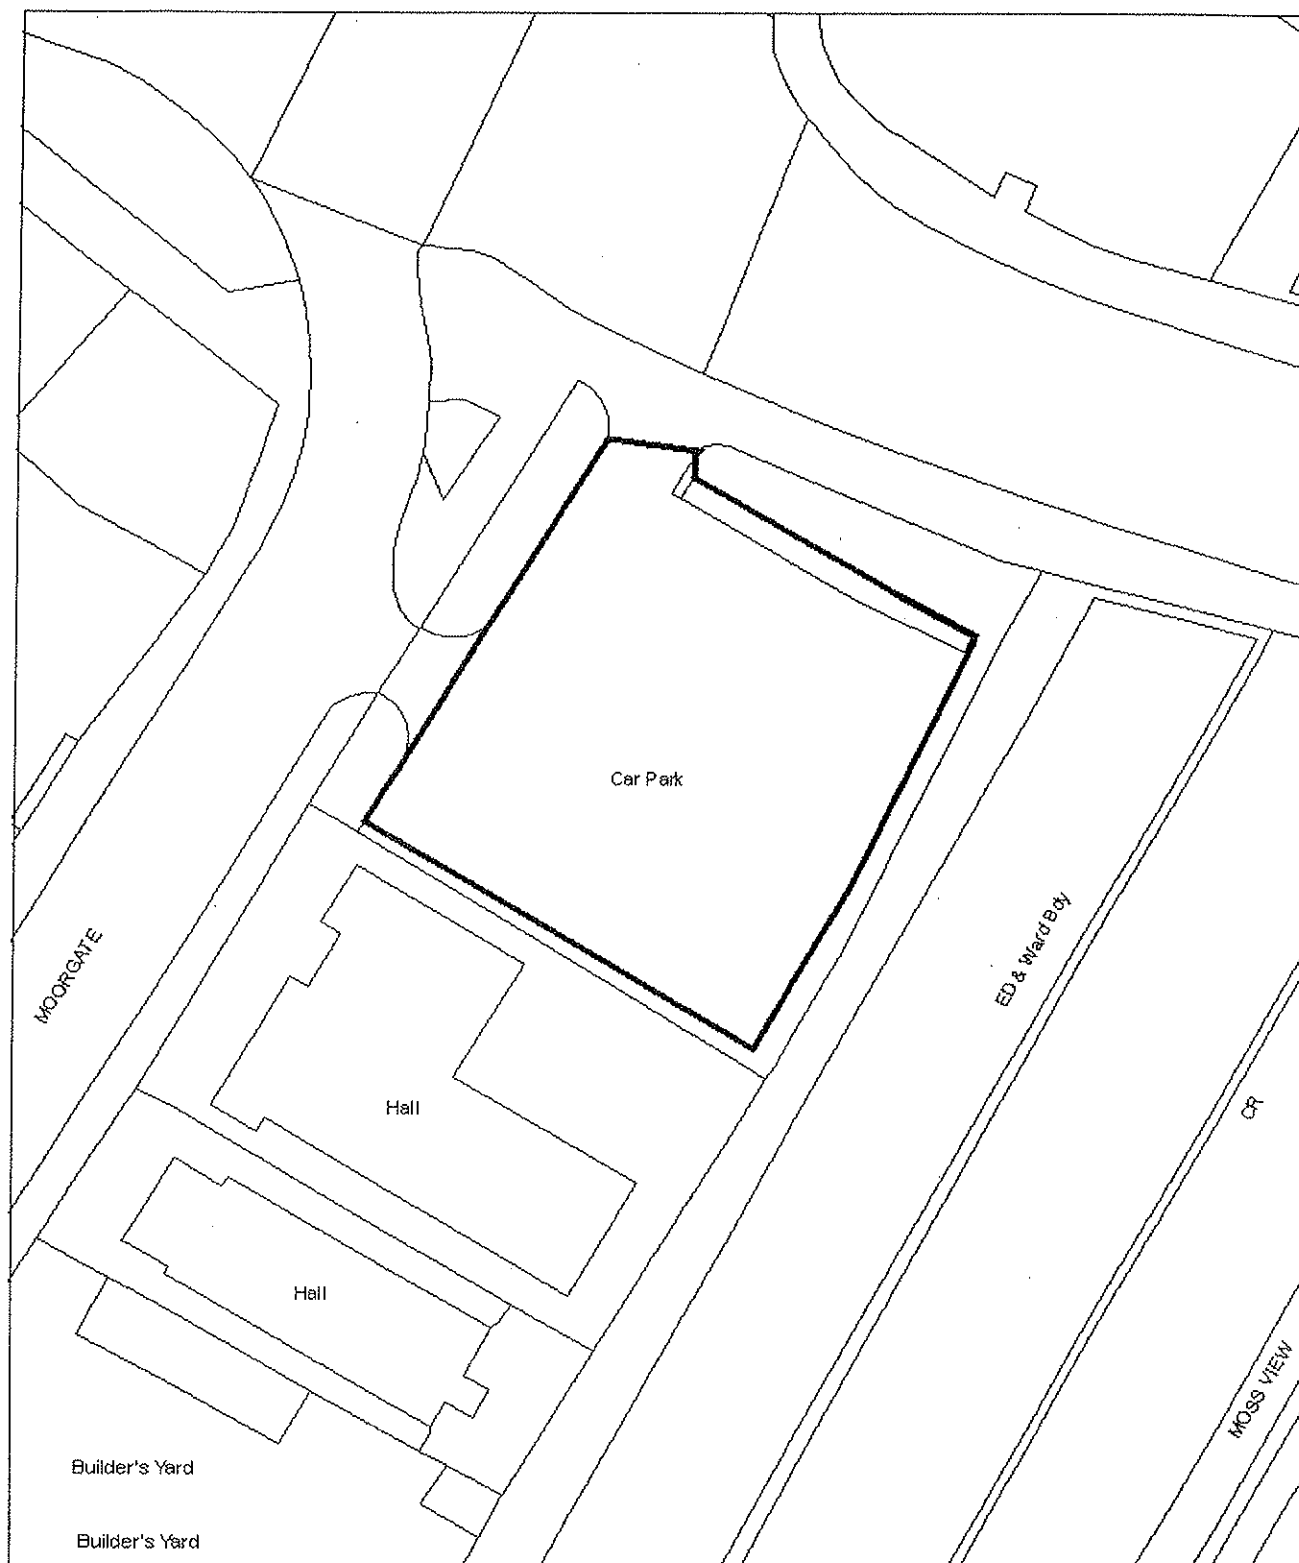 Car Park
MOORGATE
ED & Ward Bdy
Hall
CR
Hall
MOSS VIEW
Builder's Yard
Builder's Yard